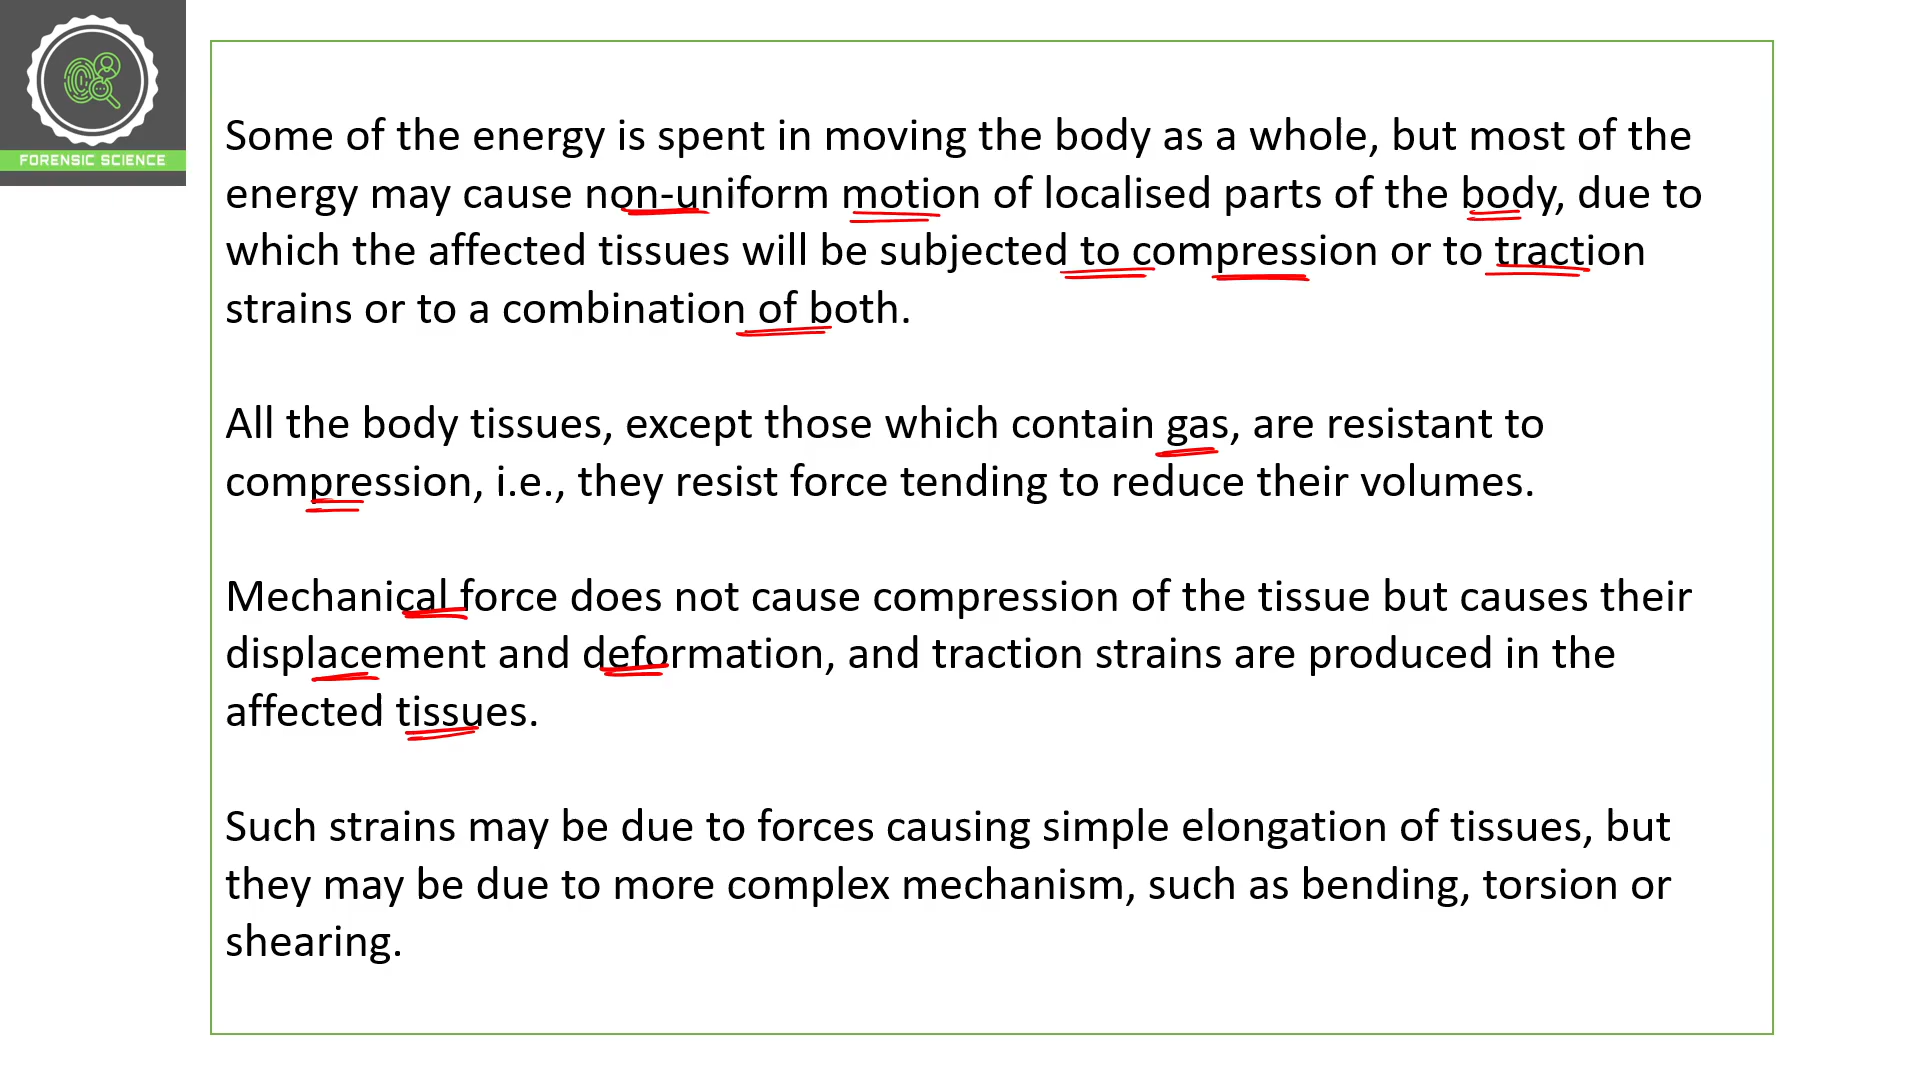 FORENSIC SCIENCE
Some of the energy is spent in moving the body as a whole, but most of the
energy may cause non-uniform motion of localised parts of the body, due to
which the affected tissues will be subjected to compression or to traction
strains or to a combination of both.
All the body tissues, except those which contain gas, are resistant to
compression, i.e., they resist force tending to reduce their volumes.
Mechanical force does not cause compression of the tissue but causes their
displacement and deformation, and traction strains are produced in the
affected tissues.
Such strains may be due to forces causing simple elongation of tissues, but
they may be due to more complex mechanism, such as bending, torsion or
shearing.